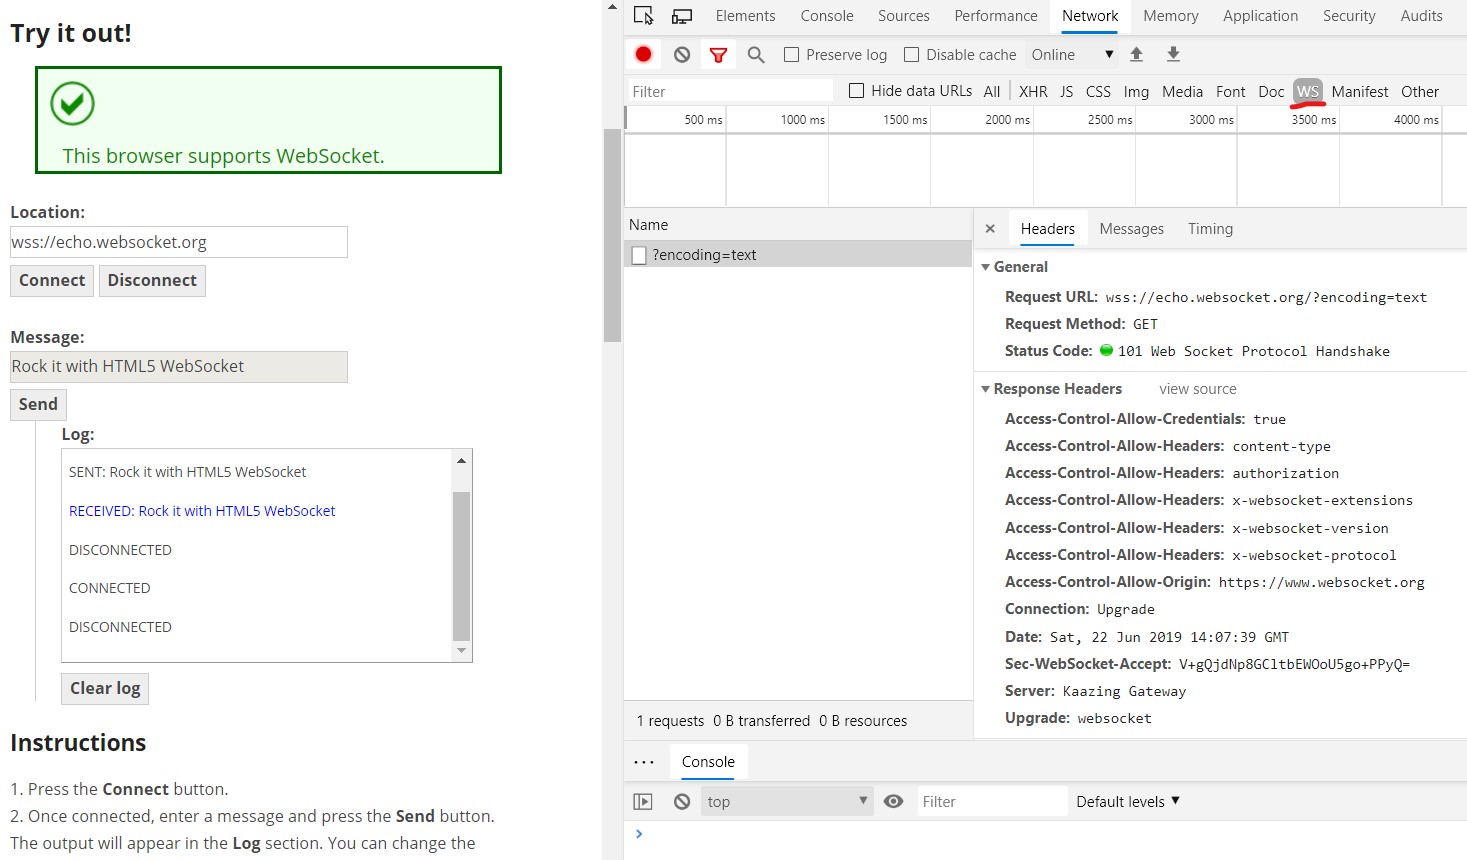 Try it out!
This browser supports WebSocket.
Location:
wss://echo.websocket.org
Connect Disconnect
Message:
Rock it with HTML5 WebSocket
Send
Log:
SENT: Rock it with HTML5 WebSocket
RECEIVED: Rock it with HTML5 WebSocket
DISCONNECTED
CONNECTED
DISCONNECTED
Clear log
Instructions
1. Press the Connect button.
2. Once connected, enter a message and press the Send button.
The output will appear in the Log section. You can change the
Elements Console Sources Performance Network Memory Application Security Audits
Preserve log Disable cache Online
Filter Hide data URLs All XHR JS CSS Img Media Font Doc WS Manifest Other
500 ms 1000 ms 1500 ms 2000 ms 2500 ms 3000 ms 3500 ms 4000 ms
Name
?encoding=text
1 requests 0 B transferred 0 B resources
× Headers Messages Timing
General
Request URL: wss://echo.websocket.org/?encoding=text
Request Method: GET
Status Code: 101 Web Socket Protocol Handshake
Response Headers view source
Access-Control-Allow-Credentials: true
Access-Control-Allow-Headers: content-type
Access-Control-Allow-Headers: authorization
Access-Control-Allow-Headers: x-websocket-extensions
Access-Control-Allow-Headers: x-websocket-version
Access-Control-Allow-Headers: x-websocket-protocol
Access-Control-Allow-Origin: https://www.websocket.org
Connection: Upgrade
Date: Sat, 22 Jun 2019 14:07:39 GMT
Sec-WebSocket-Accept: V+gQjdNp8GCltbEWOoU5go+PPyQ=
Server: Kaazing Gateway
Upgrade: websocket
Console
top Filter Default levels